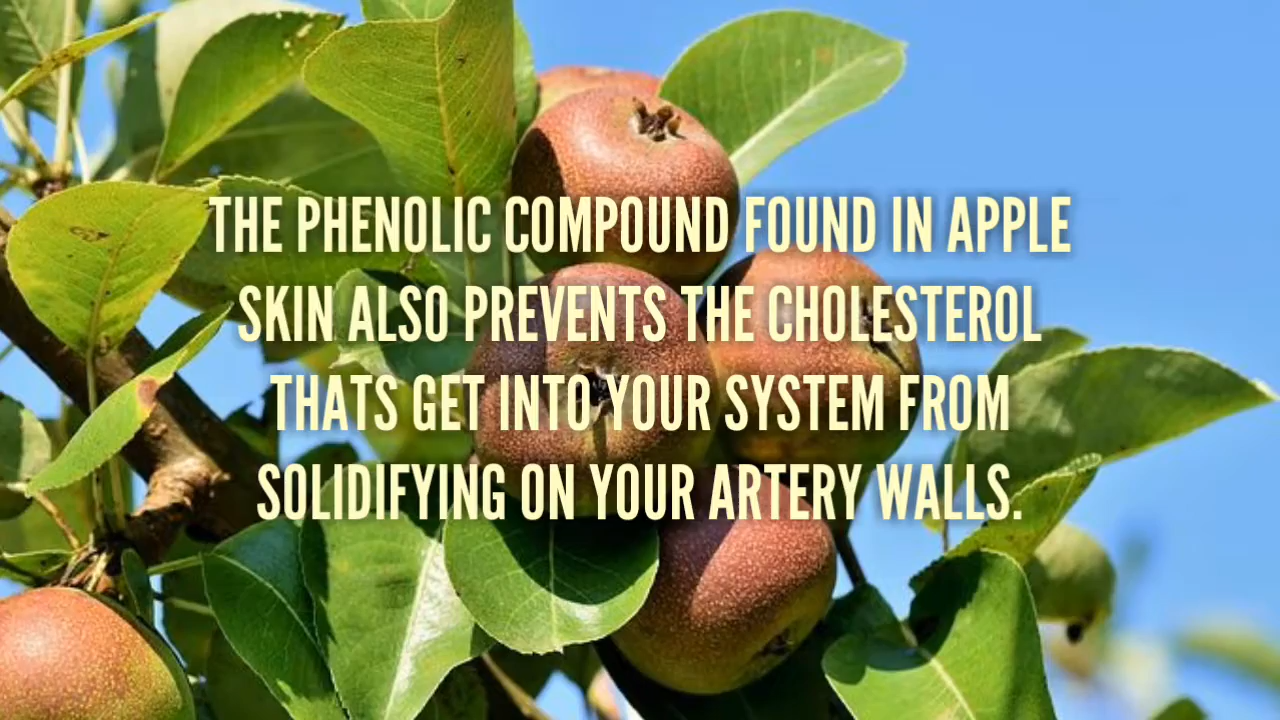 THE PHENOLIC COMPOUND FOUND IN APPLE
SKIN ALSO PREVENTS THE CHOLESTEROL
THATS GET INTO YOUR SYSTEM FROM
SOLIDIFYING ON YOUR ARTERY WALLS.